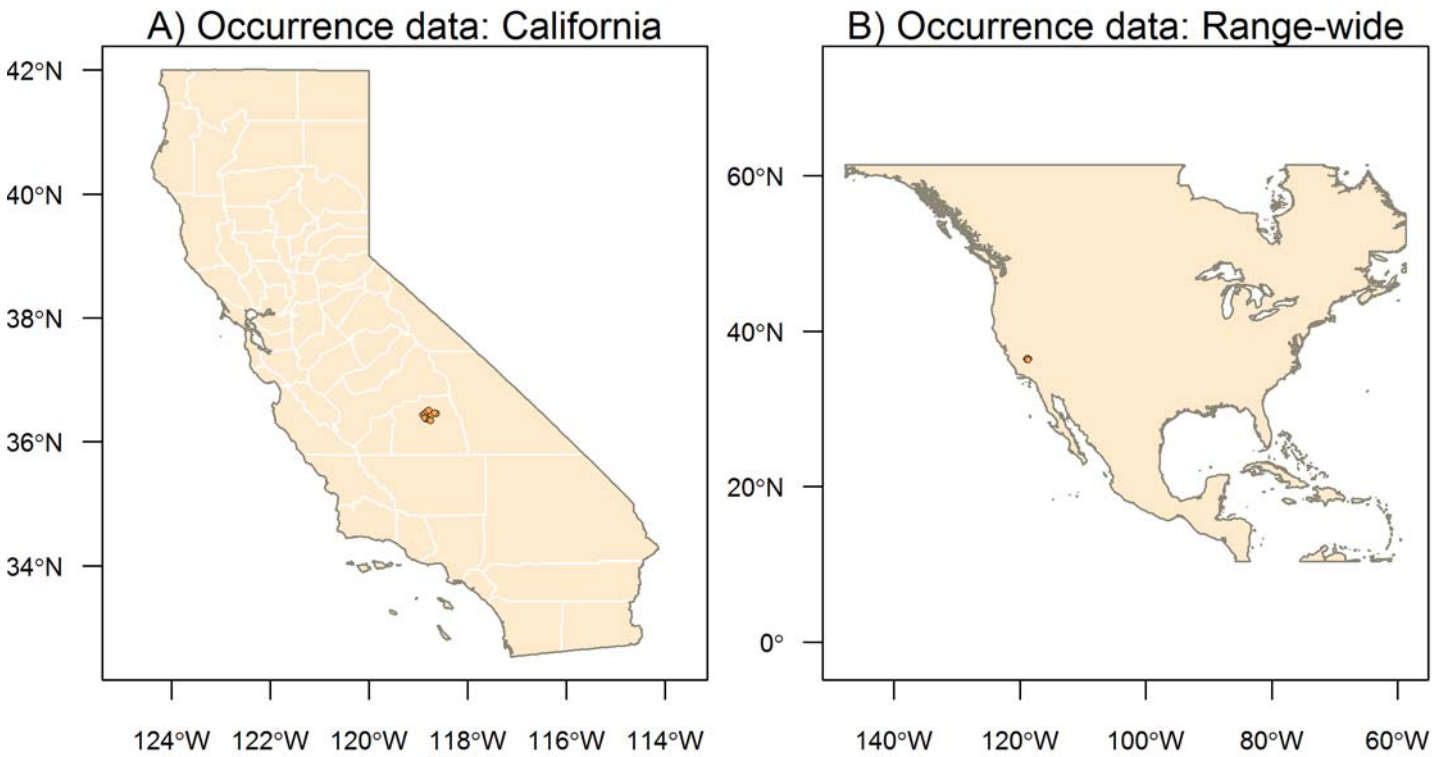 A) Occurrence data: California
42°N
40°N
38°N
36°N
34°N
124°W 122°W 120°W 118°W 116°W 114°W
B) Occurrence data: Range-wide
60°N
40°N
20°N
0°
140°W 120°W 100°W 80°W 60°W